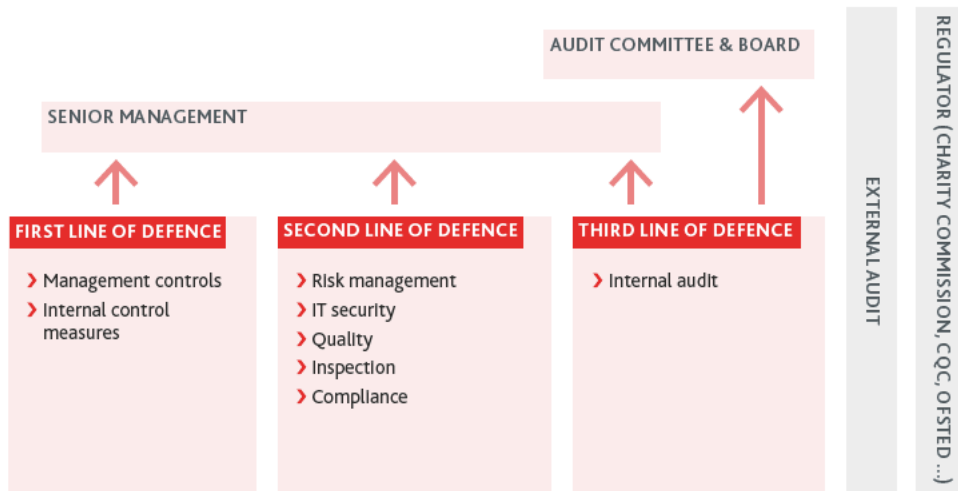 AUDIT COMMITTEE & BOARD
SENIOR MANAGEMENT
FIRST LINE OF DEFENCE
Management controls
Internal control
measures
SECOND LINE OF DEFENCE
Risk management
IT security
Quality
Inspection
Compliance
THIRD LINE OF DEFENCE
Internal audit
EXTERNAL AUDIT
REGULATOR (CHARITY COMMISSION, CQC, OFSTED ...)